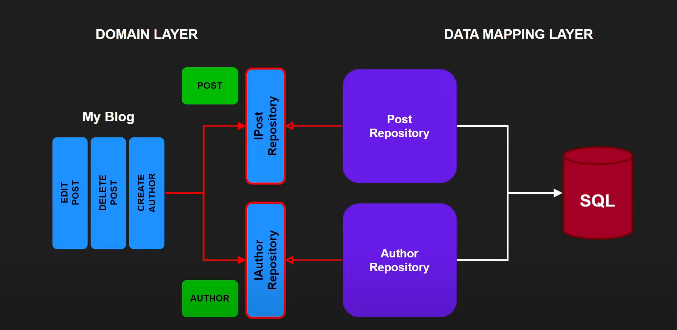 DOMAIN LAYER
DATA MAPPING LAYER
POST
IPost
Repository
Post
Repository
My Blog
EDIT
POST
DELETE
POST
CREATE
AUTHOR
SQL
IAuthor
Repository
Author
Repository
AUTHOR